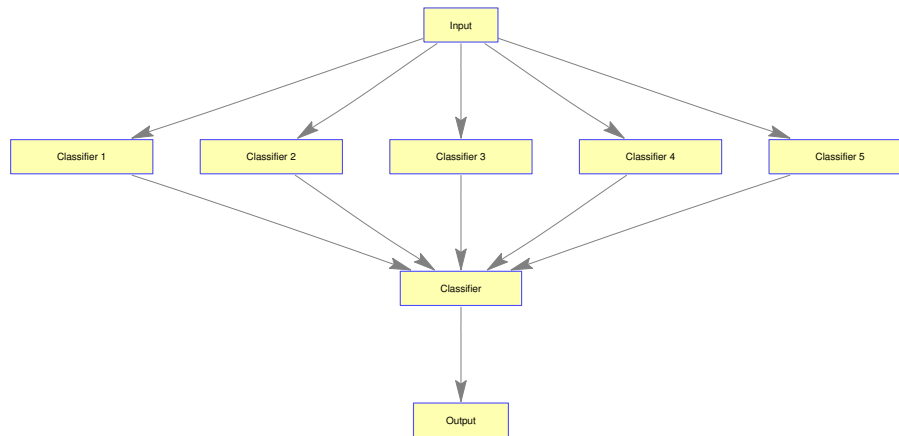 Input
Classifier 1
Classifier 2
Classifier 3
Classifier 4
Classifier 5
Classifier
Output